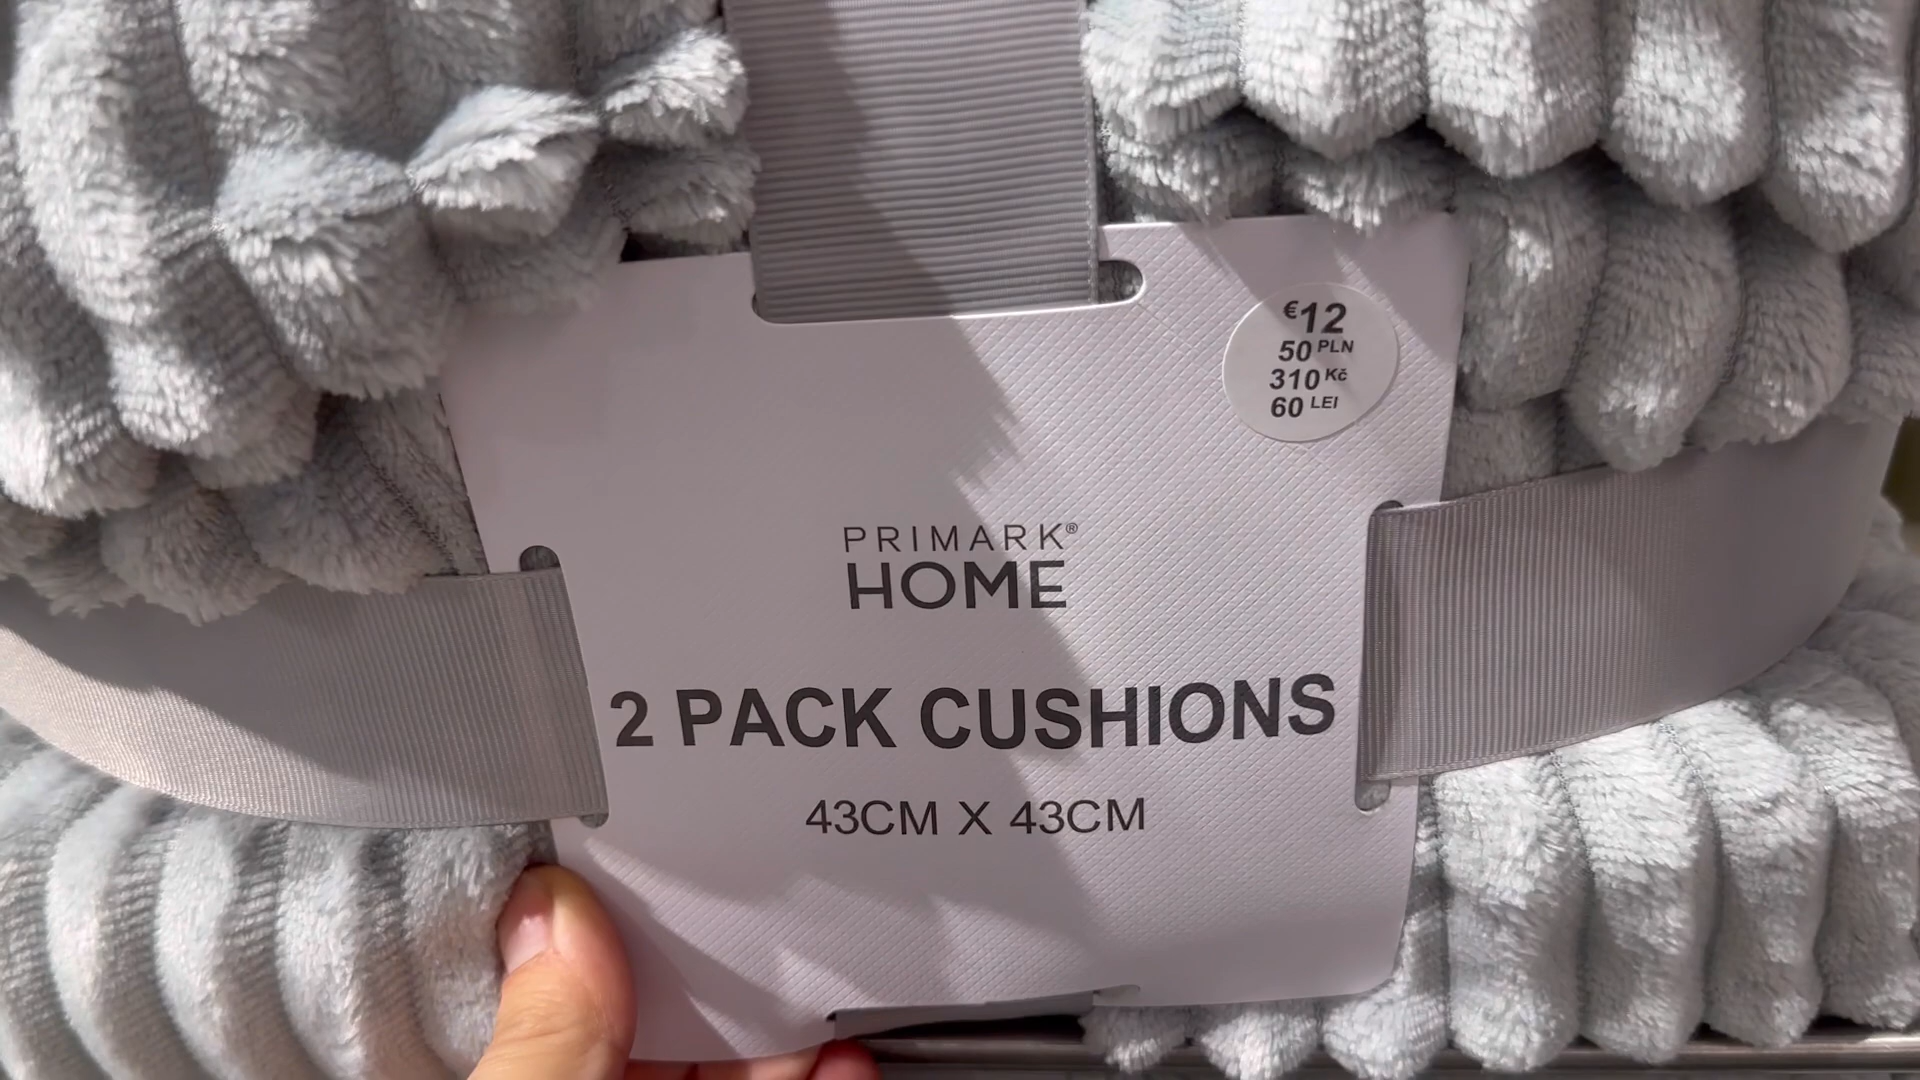 €12
50 PLN
310 Kč
60 LEI
PRIMARK®
HOME
2 PACK CUSHIONS
43CM X 43CM